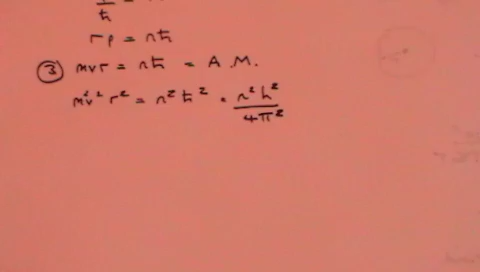 rp = nħ
③ mvr = nħ = A.M.
m²v²r² = n²ħ² = n²h²/4π²